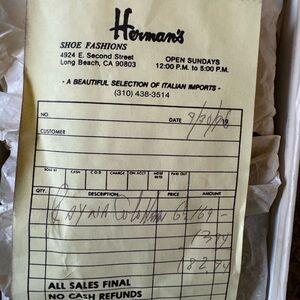 Herman's
SHOE FASHIONS
4924 E. Second Street
Long Beach, CA 90803
OPEN SUNDAYS
12:00 P.M. to 5:00 P.M.
- A BEAUTIFUL SELECTION OF ITALIAN IMPORTS -
(310) 438-3514
NO. DATE
CUSTOMER
SOLD BY CASH C.O.D CHARGE ON ACCT MDSE RETD PAID OUT
QTY. DESCRIPTION PRICE AMOUNT
169 -
13 94
182 94
ALL SALES FINAL
NO CASH REFUNDS